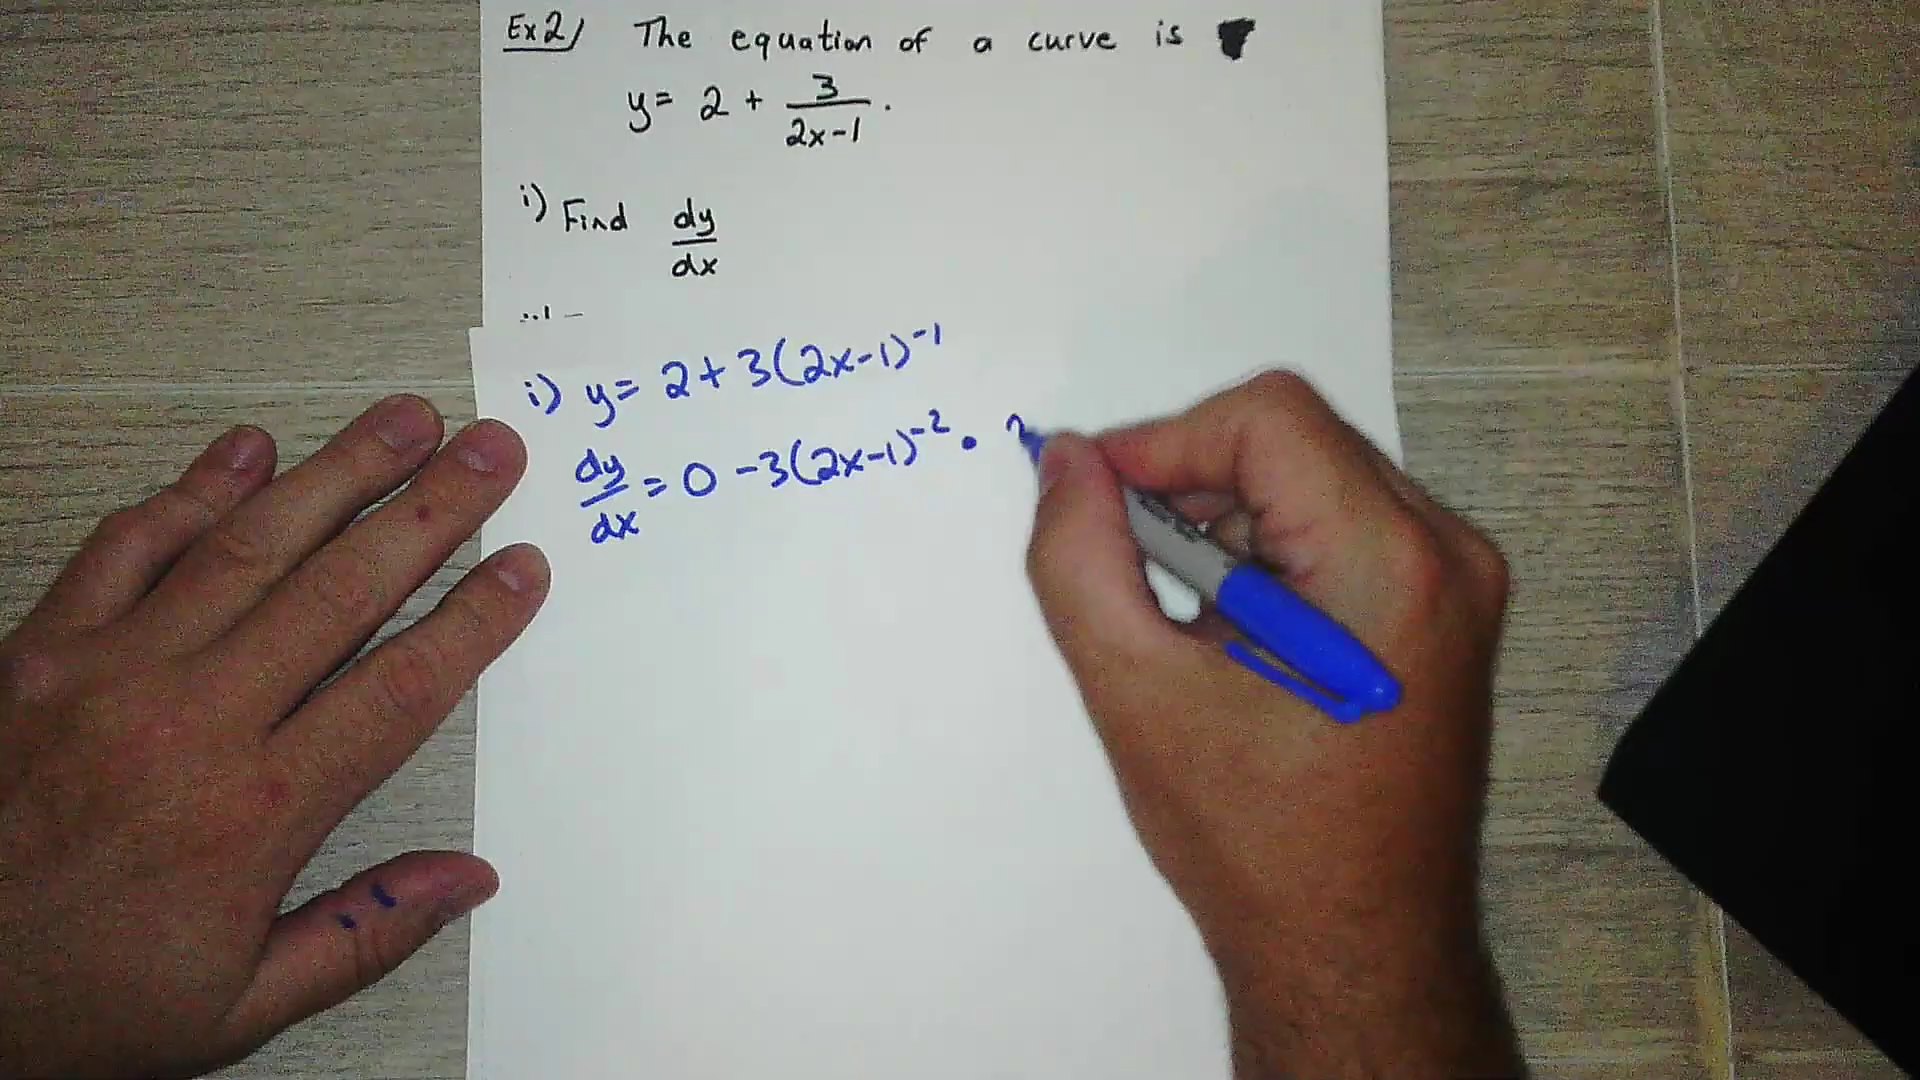 Ex2/ The equation of a curve is
y= 2 + 3/(2x-1).
i) Find dy/dx
i) y= 2+3(2x-1)⁻¹
dy/dx = 0 -3(2x-1)⁻² •